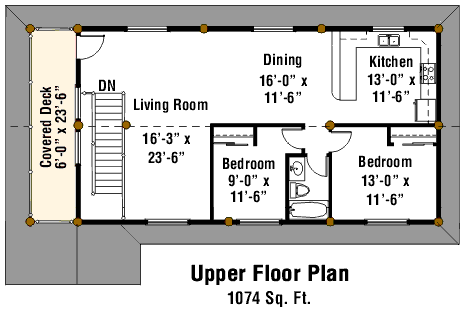 Covered Deck
6'-0" x 23'-6"
DN
Living Room
16'-3" x
23'-6"
Dining
16'-0" x
11'-6"
Kitchen
13'-0" x
11'-6"
Bedroom
9'-0" x
11'-6"
Bedroom
13'-0" x
11'-6"
Upper Floor Plan
1074 Sq. Ft.